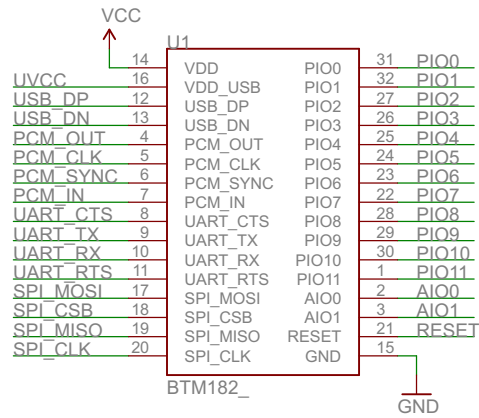 VCC
U1
14 VDD PIO0 31 PIO0
UVCC 16 VDD_USB PIO1 32 PIO1
USB_DP 12 USB_DP PIO2 27 PIO2
USB_DN 13 USB_DN PIO3 26 PIO3
PCM_OUT 4 PCM_OUT PIO4 25 PIO4
PCM_CLK 5 PCM_CLK PIO5 24 PIO5
PCM_SYNC 6 PCM_SYNC PIO6 23 PIO6
PCM_IN 7 PCM_IN PIO7 22 PIO7
UART_CTS 8 UART_CTS PIO8 28 PIO8
UART_TX 9 UART_TX PIO9 29 PIO9
UART_RX 10 UART_RX PIO10 30 PIO10
UART_RTS 11 UART_RTS PIO11 1 PIO11
SPI_MOSI 17 SPI_MOSI AIO0 2 AIO0
SPI_CSB 18 SPI_CSB AIO1 3 AIO1
SPI_MISO 19 SPI_MISO RESET 21 RESET
SPI_CLK 20 SPI_CLK GND 15
BTM182_
GND